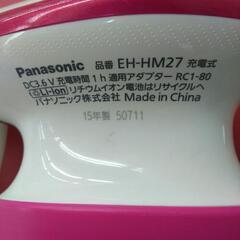 Panasonic 品番 EH-HM27 充電式
DC3.6V 充電時間1h 適用アダプター RC1-80
Li-ion リチウムイオン電池はリサイクルへ
パナソニック株式会社 Made in China
15年製 50711